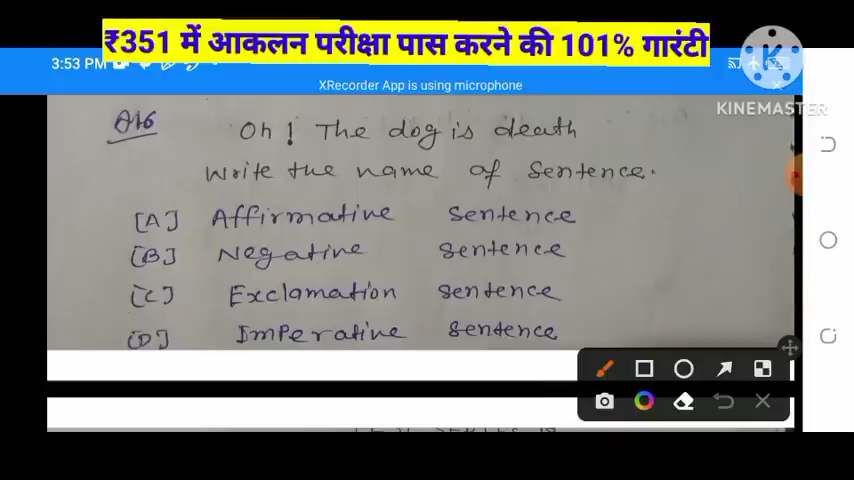 ₹351 में आकलन परीक्षा पास करने की 101% गारंटी
3:53 PM
XRecorder App is using microphone
KINEMASTER
Q16 Oh! The dog is death
Write the name of sentence.
[A] Affirmative sentence
[B] Negative sentence
[C] Exclamation sentence
[D] Imperative sentence